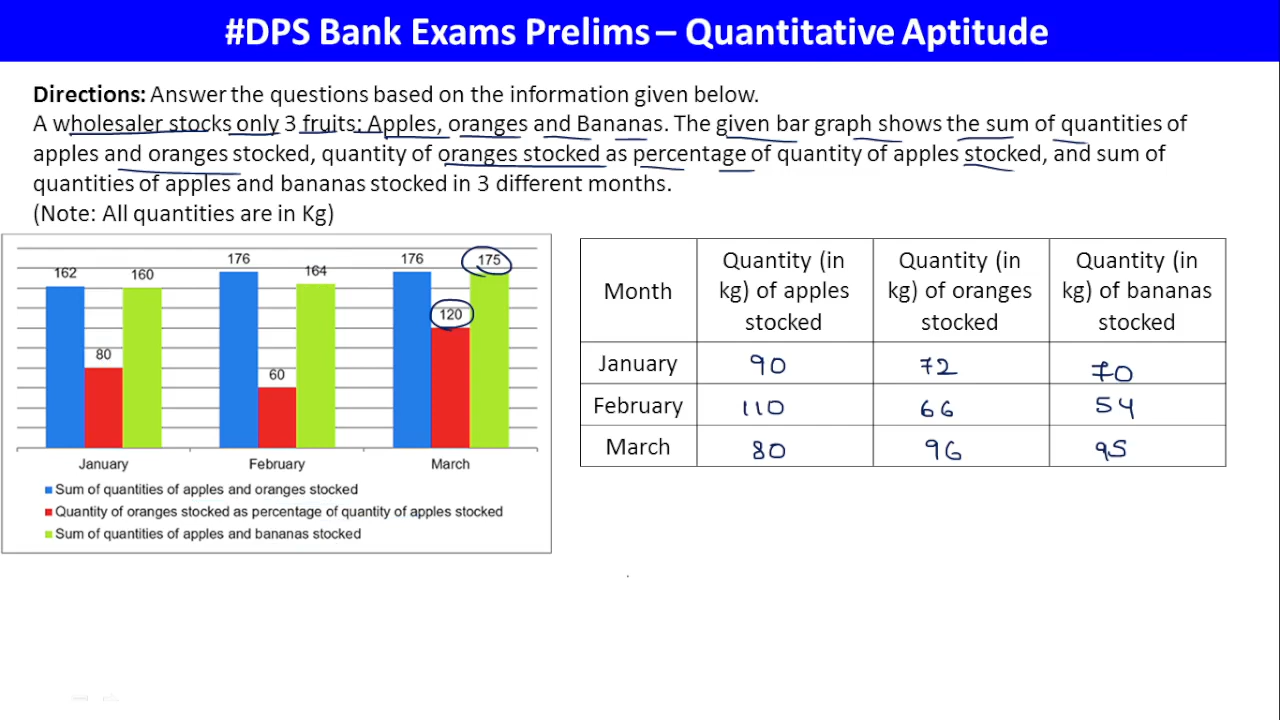 #DPS Bank Exams Prelims – Quantitative Aptitude
Directions: Answer the questions based on the information given below.
A wholesaler stocks only 3 fruits: Apples, oranges and Bananas. The given bar graph shows the sum of quantities of
apples and oranges stocked, quantity of oranges stocked as percentage of quantity of apples stocked, and sum of
quantities of apples and bananas stocked in 3 different months.
(Note: All quantities are in Kg)
162 80 160 176 60 164 176 120 175
January February March
Sum of quantities of apples and oranges stocked
Quantity of oranges stocked as percentage of quantity of apples stocked
Sum of quantities of apples and bananas stocked
Month
Quantity (in
kg) of apples
stocked
Quantity (in
kg) of oranges
stocked
Quantity (in
kg) of bananas
stocked
January 90 72 70
February 110 66 54
March 80 96 95